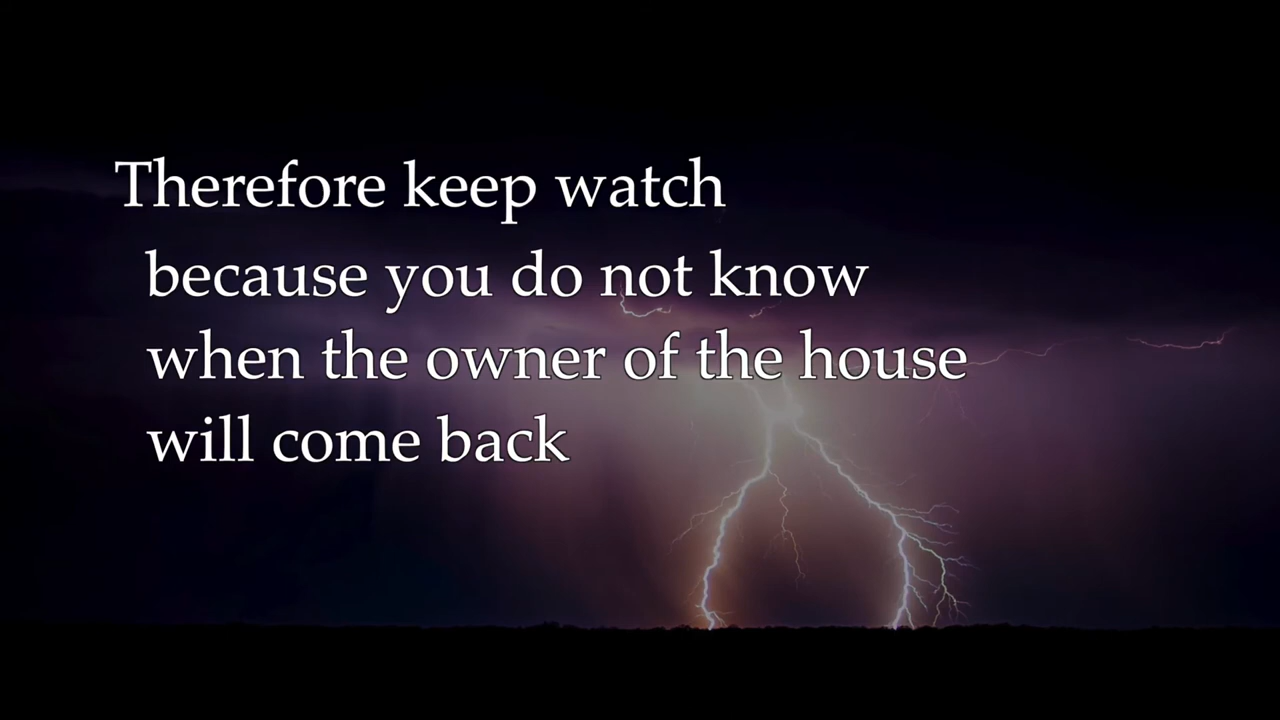 Therefore keep watch
because you do not know
when the owner of the house
will come back